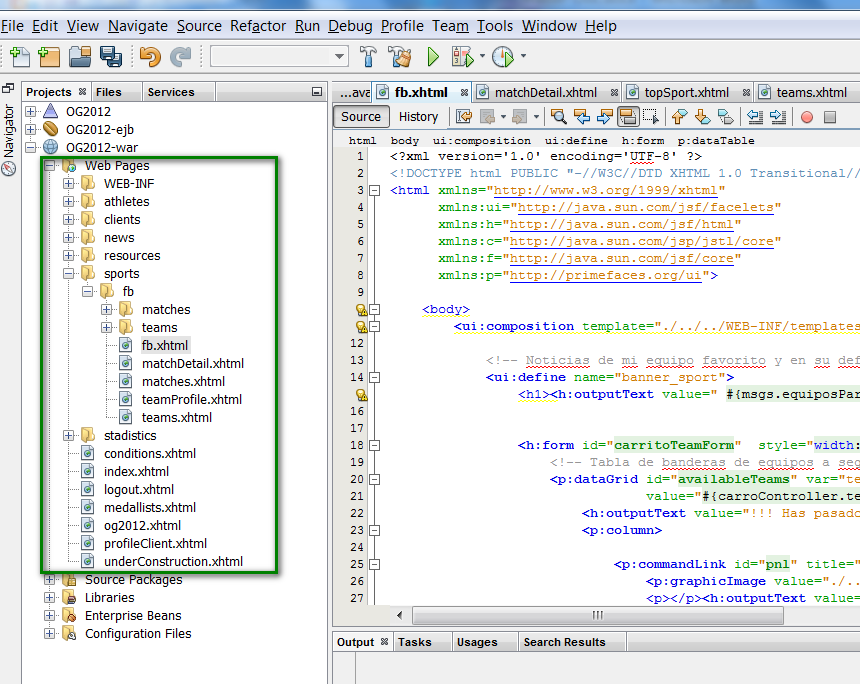 File Edit View Navigate Source Refactor Run Debug Profile Team Tools Window Help
Navigator
Projects Files Services
OG2012
OG2012-ejb
OG2012-war
Web Pages
WEB-INF
athletes
clients
news
resources
sports
fb
matches
teams
fb.xhtml
matchDetail.xhtml
matches.xhtml
teamProfile.xhtml
teams.xhtml
stadistics
conditions.xhtml
index.xhtml
logout.xhtml
medallists.xhtml
og2012.xhtml
profileClient.xhtml
underConstruction.xhtml
Source Packages
Libraries
Enterprise Beans
Configuration Files
...ava fb.xhtml matchDetail.xhtml topSport.xhtml teams.xhtml
Source History
html body ui:composition ui:define h:form p:dataTable
1 <?xml version='1.0' encoding='UTF-8' ?>
2 <!DOCTYPE html PUBLIC "-//W3C//DTD XHTML 1.0 Transitional//
3 <html xmlns="http://www.w3.org/1999/xhtml"
4 xmlns:ui="http://java.sun.com/jsf/facelets"
5 xmlns:h="http://java.sun.com/jsf/html"
6 xmlns:c="http://java.sun.com/jsp/jstl/core"
7 xmlns:f="http://java.sun.com/jsf/core"
8 xmlns:p="http://primefaces.org/ui">
9
<body>
<ui:composition template="./../../WEB-INF/templates
12
13 <!-- Noticias de mi equipo favorito y en su def
14 <ui:define name="banner_sport">
<h1><h:outputText value=" #{msgs.equiposPar
16
17
18 <h:form id="carritoTeamForm" style="width:
19 <!-- Tabla de banderas de equipos a seq
20 <p:dataGrid id="availableTeams" var="te
21 value="#{carroController.te
22 <h:outputText value="!!! Has pasado
23 <p:column>
24
25 <p:commandLink id="pnl" title="
26 <p:graphicImage value="./..
27 <p></p><h:outputText value=
Output Tasks Usages Search Results